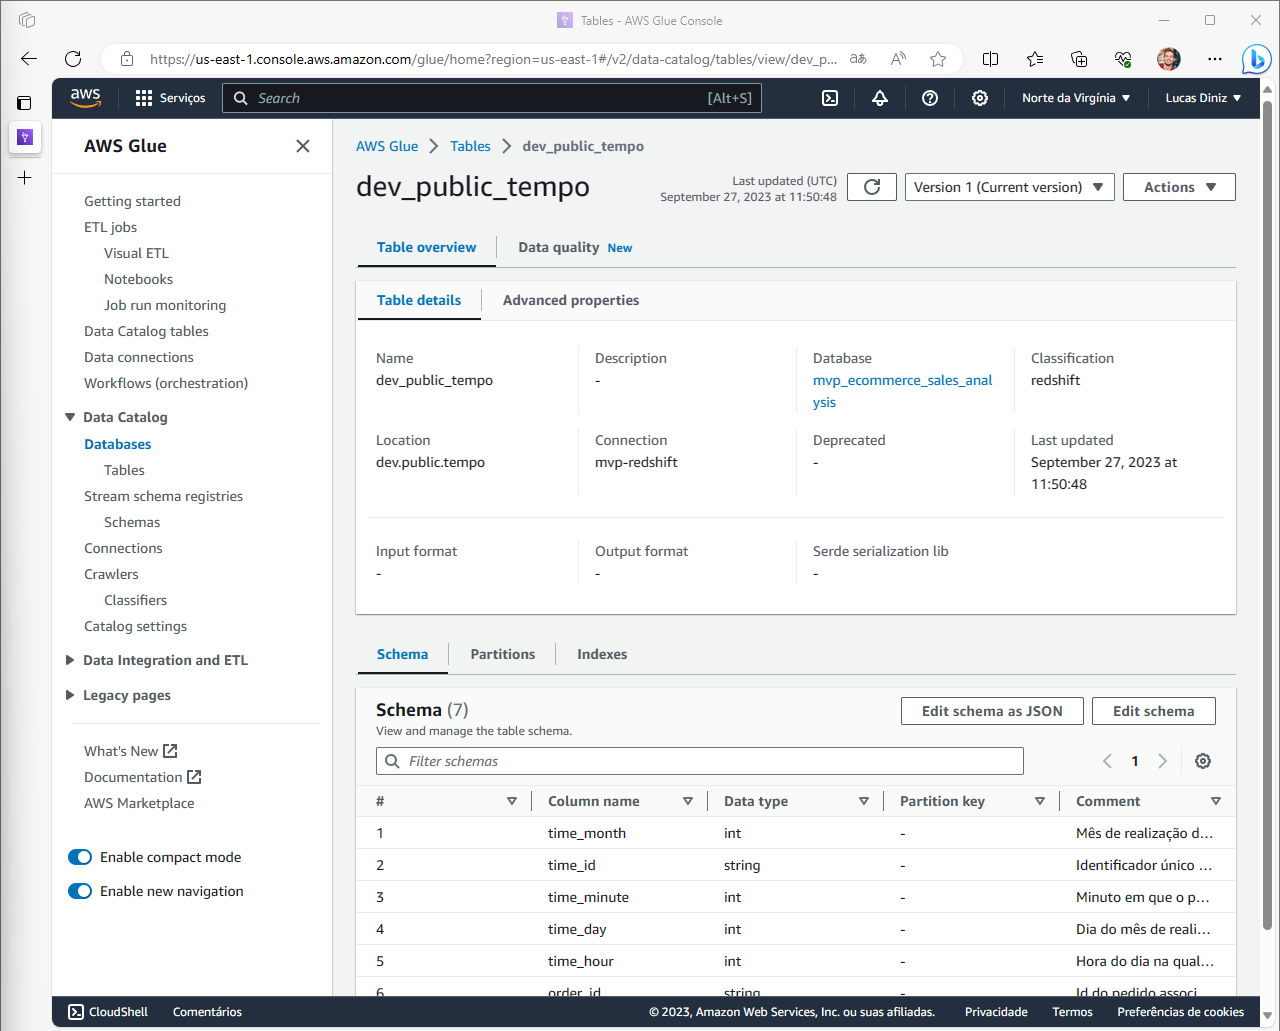 Tables - AWS Glue Console
https://us-east-1.console.aws.amazon.com/glue/home?region=us-east-1#/v2/data-catalog/tables/view/dev_p...
aws
Serviços
Search
[Alt+S]
Norte da Virgínia
Lucas Diniz
AWS Glue
Getting started
ETL jobs
Visual ETL
Notebooks
Job run monitoring
Data Catalog tables
Data connections
Workflows (orchestration)
Data Catalog
Databases
Tables
Stream schema registries
Schemas
Connections
Crawlers
Classifiers
Catalog settings
Data Integration and ETL
Legacy pages
What's New
Documentation
AWS Marketplace
Enable compact mode
Enable new navigation
AWS Glue > Tables > dev_public_tempo
dev_public_tempo
Last updated (UTC)
September 27, 2023 at 11:50:48
Version 1 (Current version)
Actions
Table overview
Data quality New
Table details
Advanced properties
Name
dev_public_tempo
Description
-
Database
mvp_ecommerce_sales_anal
ysis
Classification
redshift
Location
dev.public.tempo
Connection
mvp-redshift
Deprecated
-
Last updated
September 27, 2023 at
11:50:48
Input format
-
Output format
-
Serde serialization lib
-
Schema
Partitions
Indexes
Schema (7)
View and manage the table schema.
Edit schema as JSON
Edit schema
Filter schemas
1
# Column name Data type Partition key Comment
1 time_month int - Mês de realização d...
2 time_id string - Identificador único ...
3 time_minute int - Minuto em que o p...
4 time_day int - Dia do mês de reali...
5 time_hour int - Hora do dia na qual...
6 order_id string - Id do pedido associ...
CloudShell
Comentários
© 2023, Amazon Web Services, Inc. ou suas afiliadas.
Privacidade
Termos
Preferências de cookies